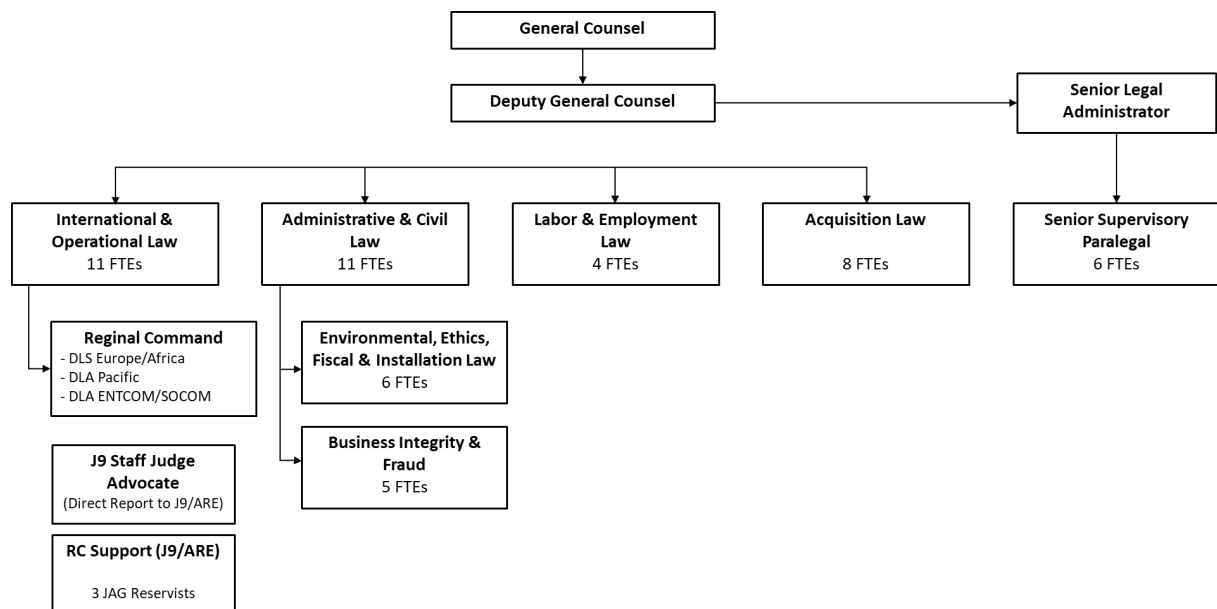 General Counsel
Deputy General Counsel
Senior Legal
Administrator
International &
Operational Law
11 FTEs
Administrative & Civil
Law
11 FTEs
Labor & Employment
Law
4 FTEs
Acquisition Law
8 FTEs
Senior Supervisory
Paralegal
6 FTEs
Reginal Command
- DLS Europe/Africa
- DLA Pacific
- DLA ENTCOM/SOCOM
Environmental, Ethics,
Fiscal & Installation Law
6 FTEs
Business Integrity &
Fraud
5 FTEs
J9 Staff Judge
Advocate
(Direct Report to J9/ARE)
RC Support (J9/ARE)
3 JAG Reservists